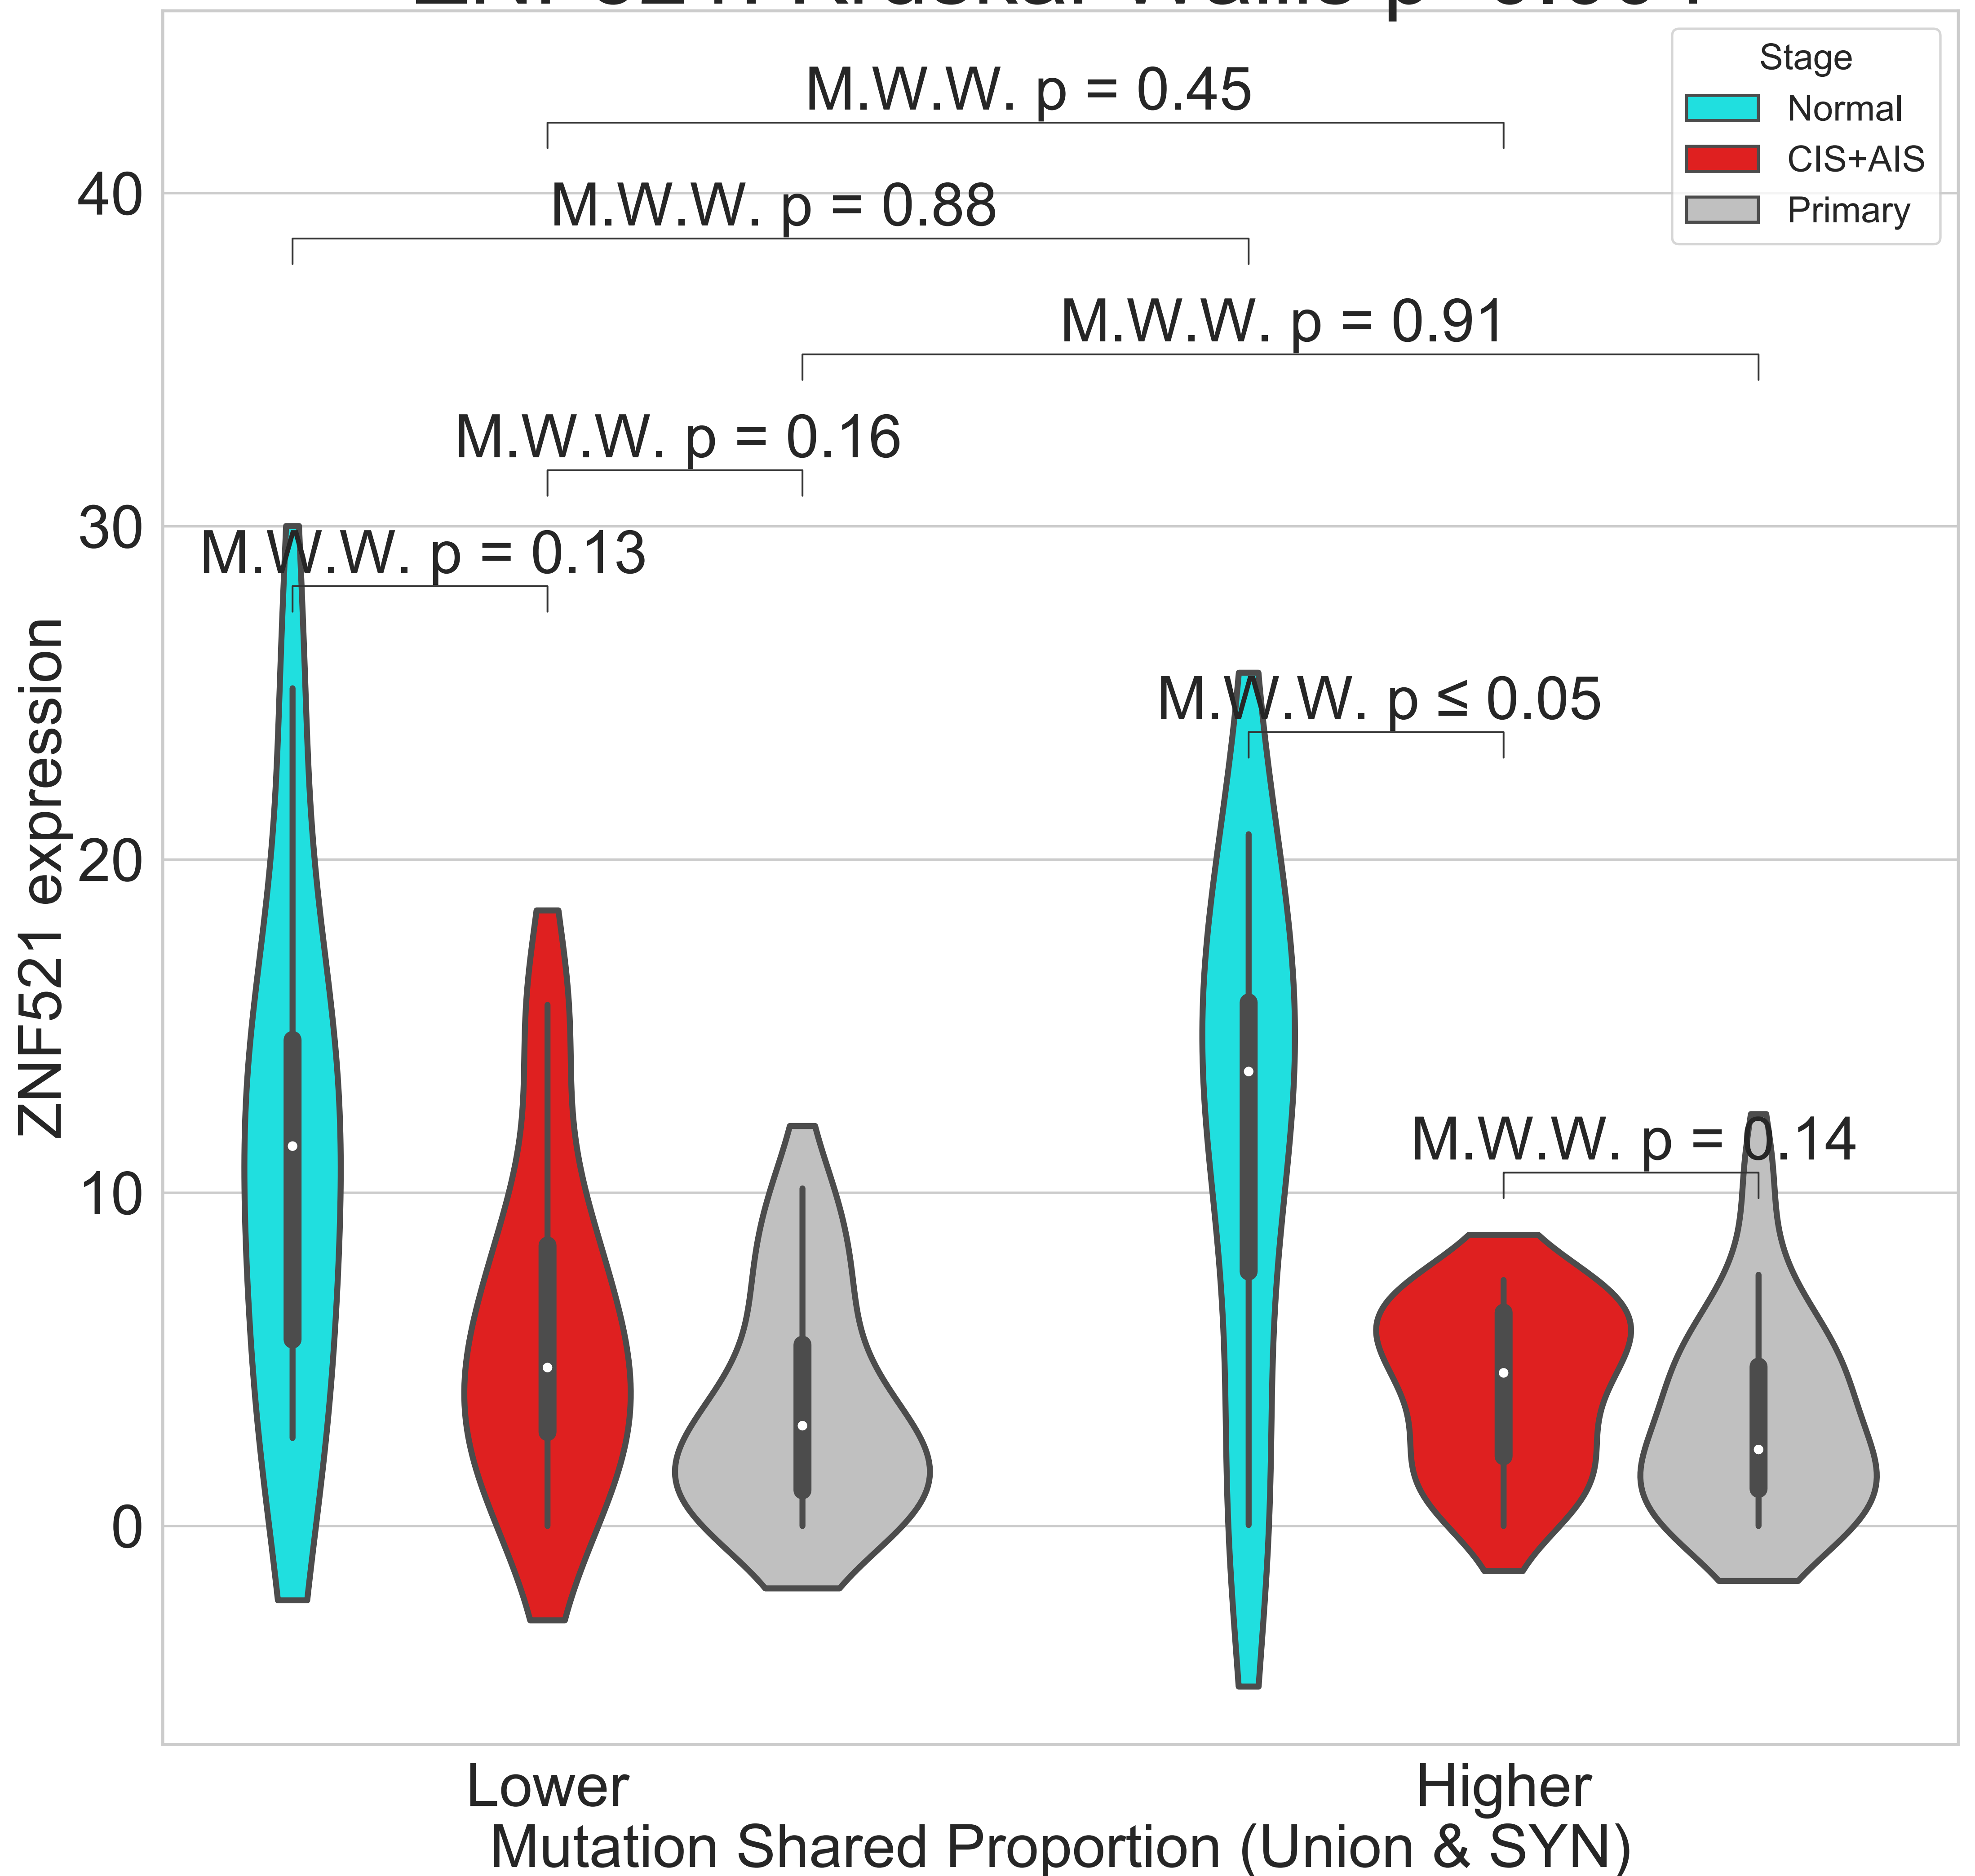 Stage
Normal
CIS+AIS
Primary
M.W.W. p = 0.45
M.W.W. p = 0.88
M.W.W. p = 0.91
M.W.W. p = 0.16
M.W.W. p = 0.13
M.W.W. p ≤ 0.05
M.W.W. p = 0.14
40
30
20
10
0
ZNF521 expression
Lower
Higher
Mutation Shared Proportion (Union & SYN)